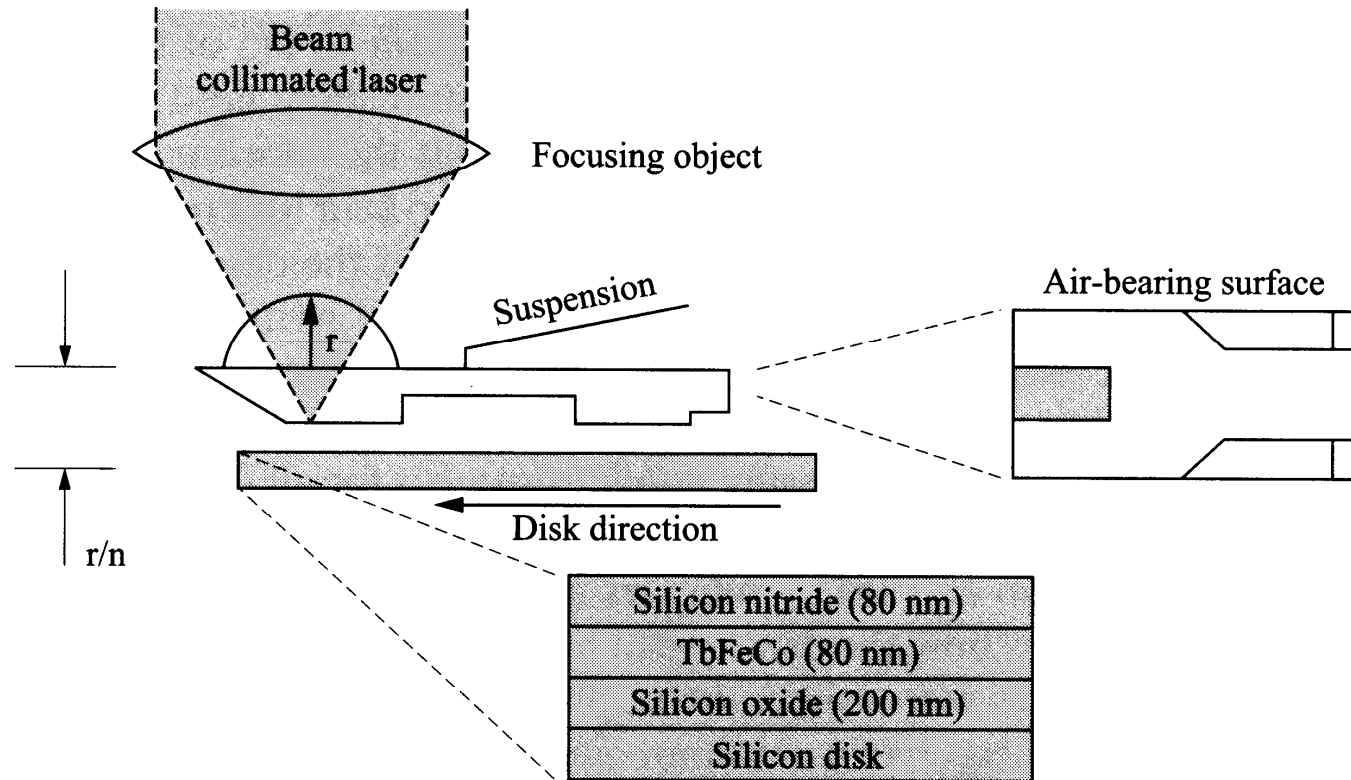 Beam
collimated laser
Focusing object
Suspension
Air-bearing surface
r
Disk direction
r/n
Silicon nitride (80 nm)
TbFeCo (80 nm)
Silicon oxide (200 nm)
Silicon disk